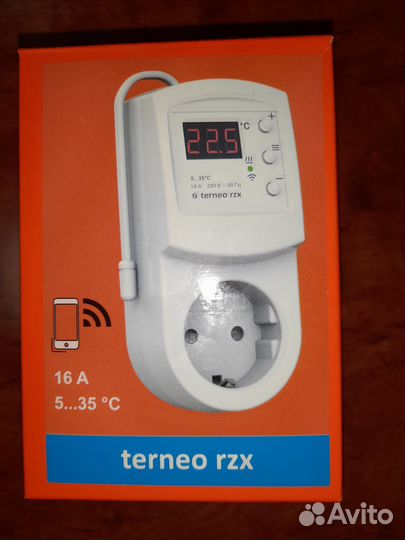 22.5 °C
+
≡
−
5...35°C
16 А 230 В ~ 50 Гц
terneo rzx
16 A
5...35 °C
terneo rzx
Avito